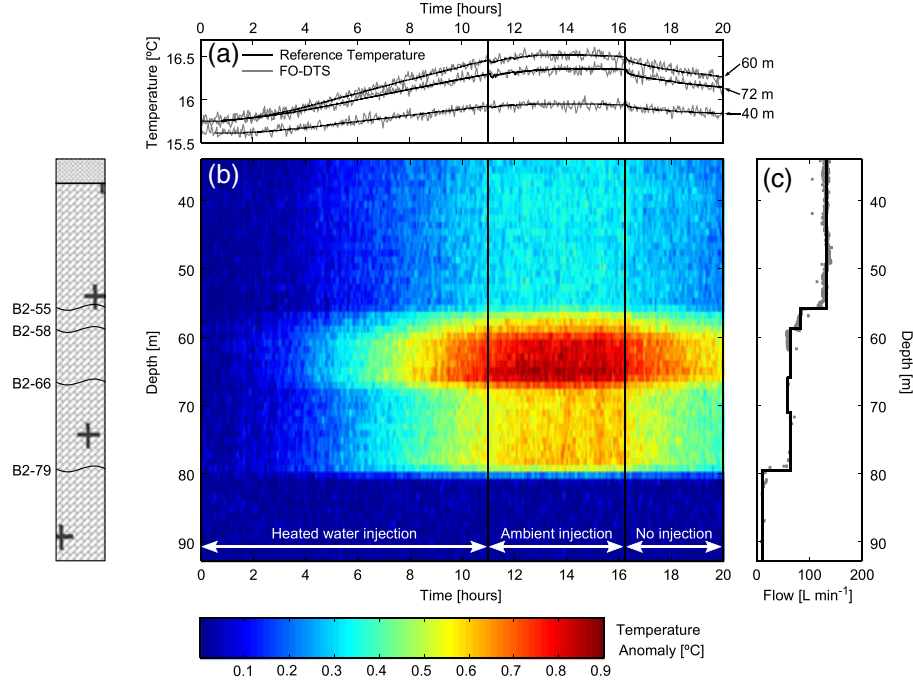 Time [hours]
0 2 4 6 8 10 12 14 16 18 20
Temperature [ºC]
16.5
16
15.5
(a)
Reference Temperature
FO-DTS
60 m
72 m
40 m
B2-55
B2-58
B2-66
B2-79
(b)
Depth [m]
40
50
60
70
80
90
Heated water injection
Ambient injection
No injection
0 2 4 6 8 10 12 14 16 18 20
Time [hours]
(c)
40
50
60
70
80
90
Depth [m]
0 100 200
Flow [L min-1]
0.1 0.2 0.3 0.4 0.5 0.6 0.7 0.8 0.9
Temperature
Anomaly [ºC]